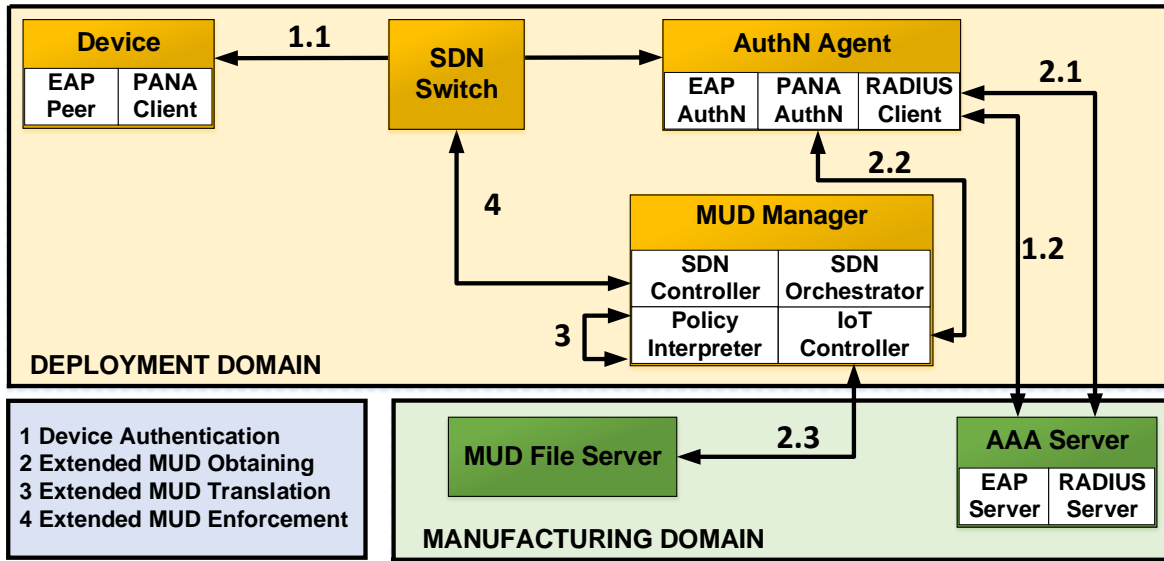 Device
EAP
Peer
PANA
Client
1.1
SDN
Switch
AuthN Agent
EAP
AuthN
PANA
AuthN
RADIUS
Client
2.1
2.2
4
1.2
MUD Manager
SDN
Controller
SDN
Orchestrator
Policy
Interpreter
IoT
Controller
3
DEPLOYMENT DOMAIN
1 Device Authentication
2 Extended MUD Obtaining
3 Extended MUD Translation
4 Extended MUD Enforcement
MUD File Server
2.3
AAA Server
EAP
Server
RADIUS
Server
MANUFACTURING DOMAIN